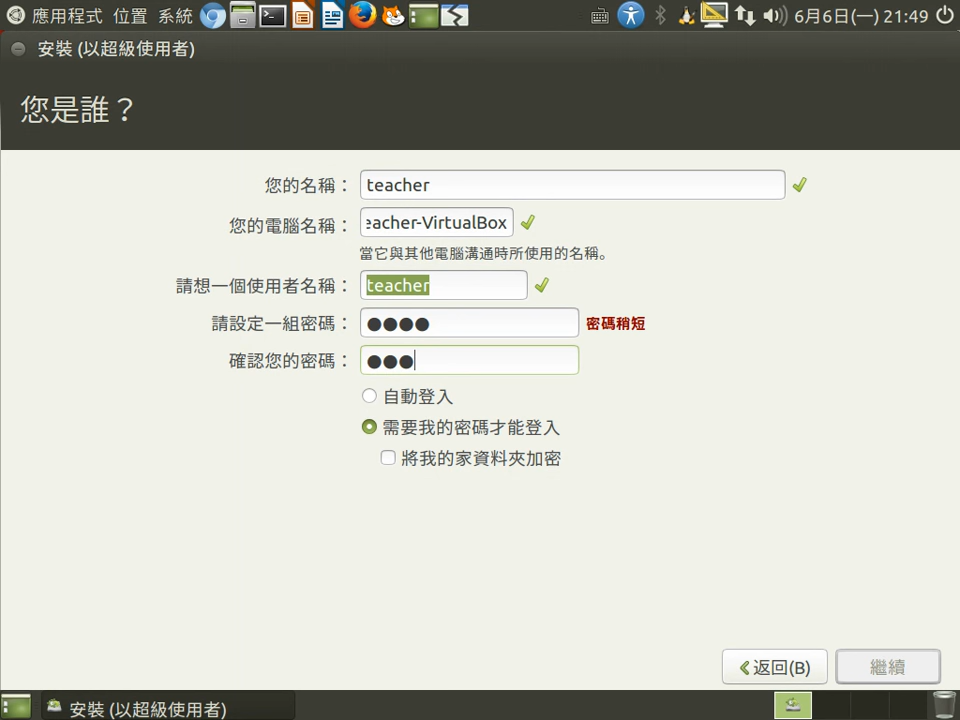 應用程式 位置 系統 6月6日(一) 21:49
安裝 (以超級使用者)
您是誰？
您的名稱： teacher
您的電腦名稱： eacher-VirtualBox
當它與其他電腦溝通時所使用的名稱。
請想一個使用者名稱： teacher
請設定一組密碼： ●●●● 密碼稍短
確認您的密碼： ●●●
自動登入
需要我的密碼才能登入
將我的家資料夾加密
返回(B) 繼續
安裝 (以超級使用者)